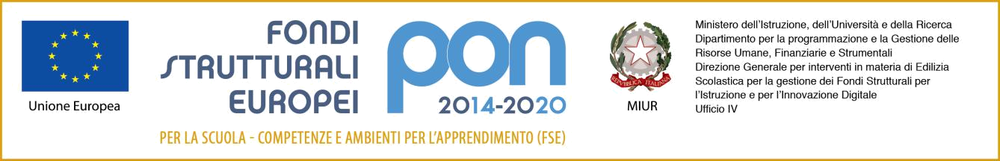 Unione Europea
FONDI
STRUTTURALI
EUROPEI
pon
2014-2020
PER LA SCUOLA - COMPETENZE E AMBIENTI PER L'APPRENDIMENTO (FSE)
REPVBBLICA ITALIANA
MIUR
Ministero dell'Istruzione, dell'Università e della Ricerca
Dipartimento per la programmazione e la Gestione delle
Risorse Umane, Finanziarie e Strumentali
Direzione Generale per interventi in materia di Edilizia
Scolastica per la gestione dei Fondi Strutturali per
l'Istruzione e per l'Innovazione Digitale
Ufficio IV